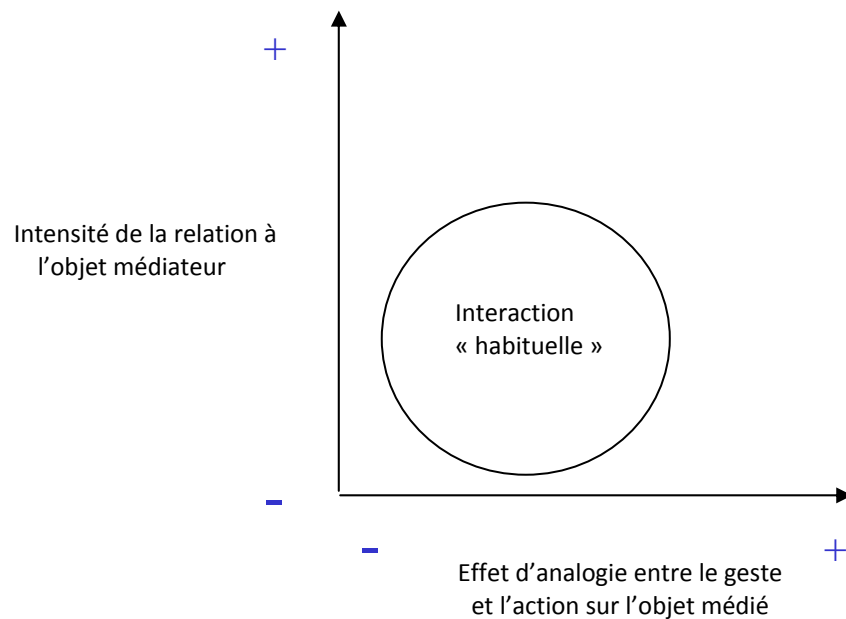 +
Intensité de la relation à
l’objet médiateur
Interaction
« habituelle »
-
-
+
Effet d’analogie entre le geste
et l’action sur l’objet médié